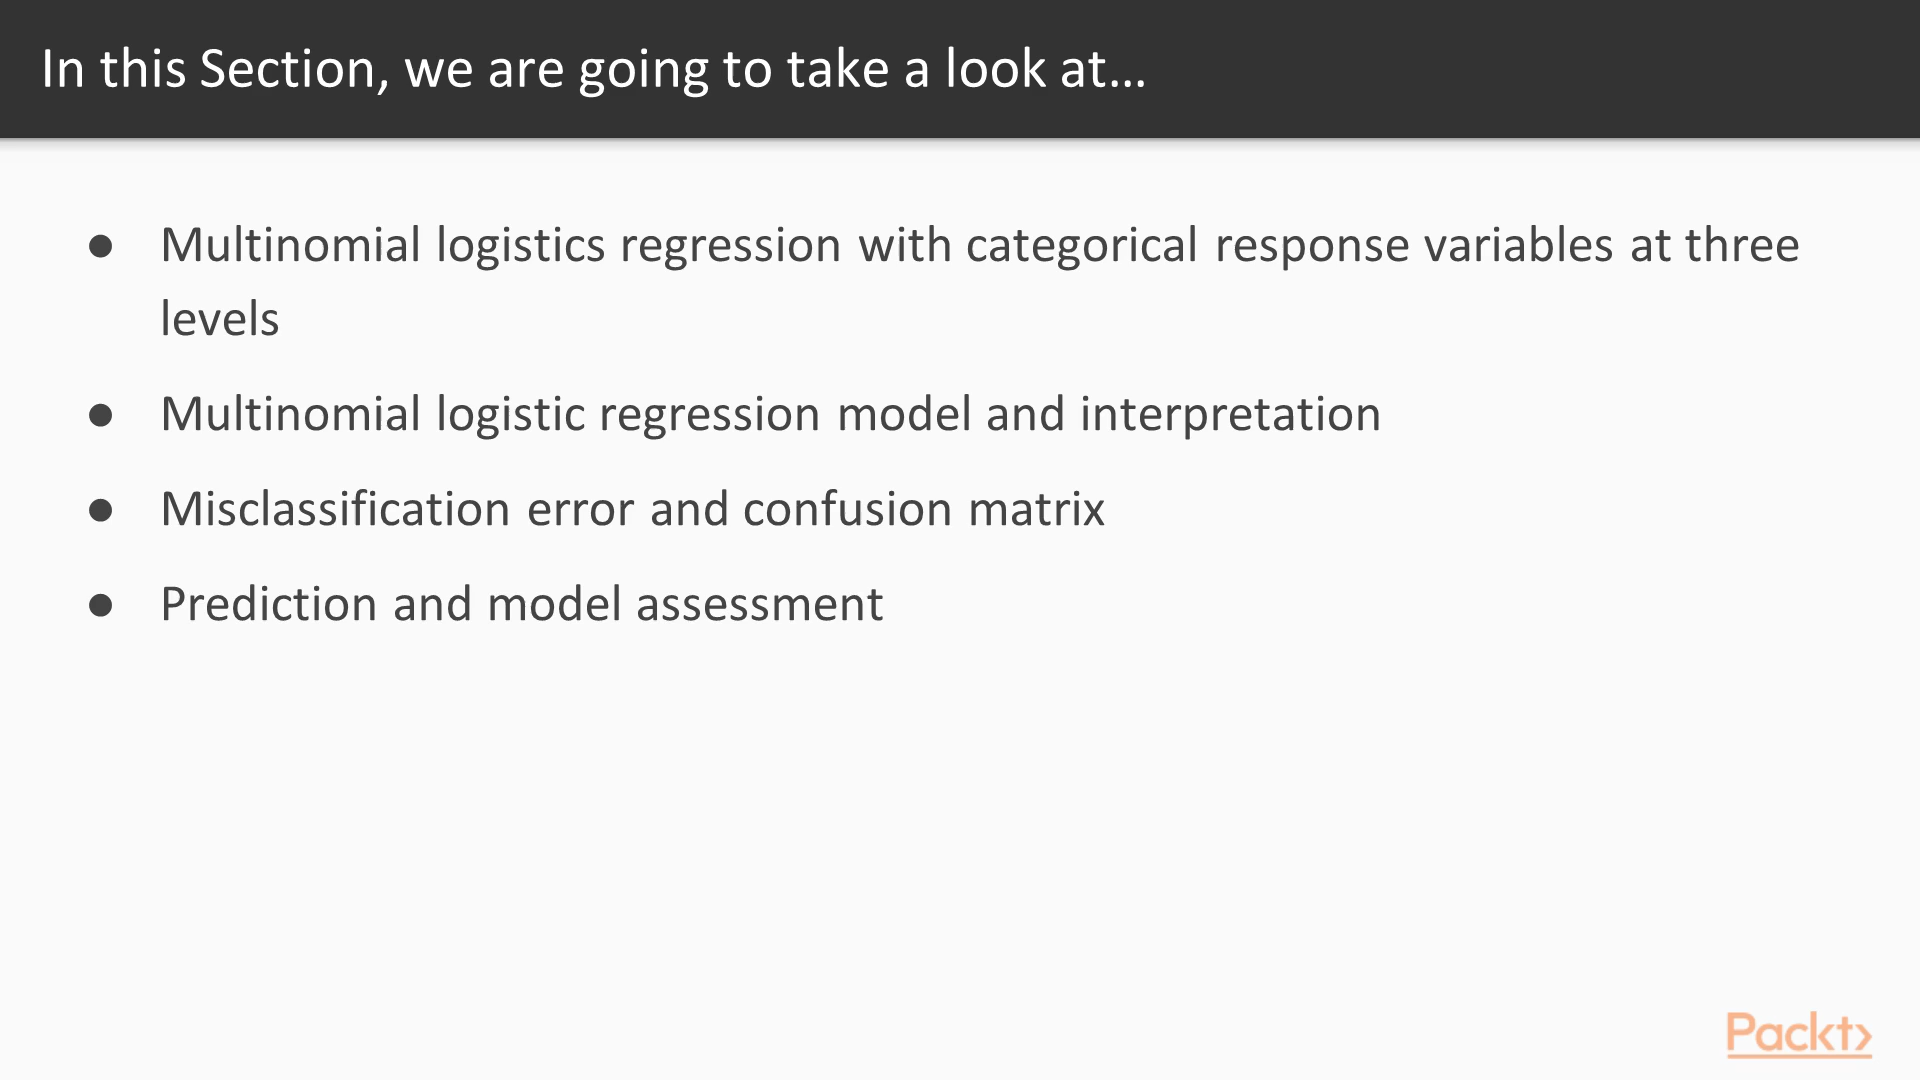 In this Section, we are going to take a look at…
● Multinomial logistics regression with categorical response variables at three
levels
● Multinomial logistic regression model and interpretation
● Misclassification error and confusion matrix
● Prediction and model assessment
Packt>